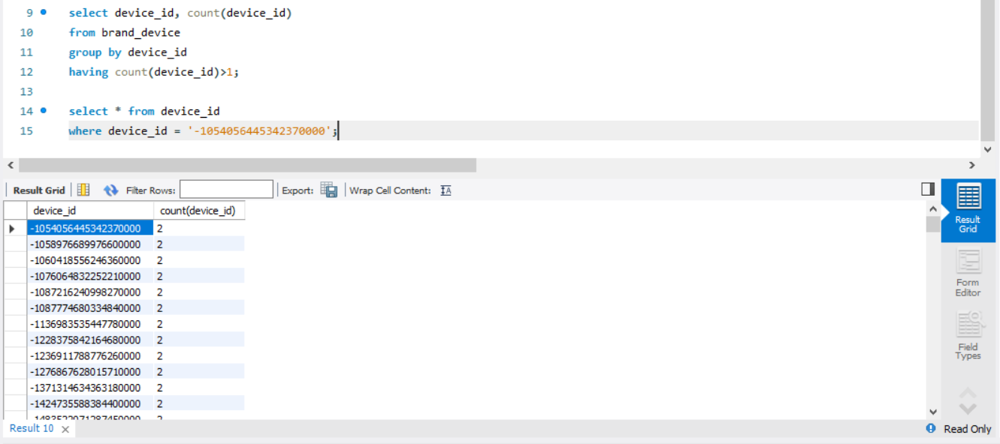 9 select device_id, count(device_id)
10 from brand_device
11 group by device_id
12 having count(device_id)>1;
13
14 select * from device_id
15 where device_id = '-1054056445342370000';
Result Grid Filter Rows: Export: Wrap Cell Content:
device_id count(device_id)
-1054056445342370000 2
-1058976689976600000 2
-1060418556246360000 2
-1076064832252210000 2
-1087216240998270000 2
-1087774680334840000 2
-1136983535447780000 2
-1228375842164680000 2
-1236911788776260000 2
-1276867628015710000 2
-1371314634363180000 2
-1424735588384400000 2
Result
Grid
Form
Editor
Field
Types
Result 10
Read Only